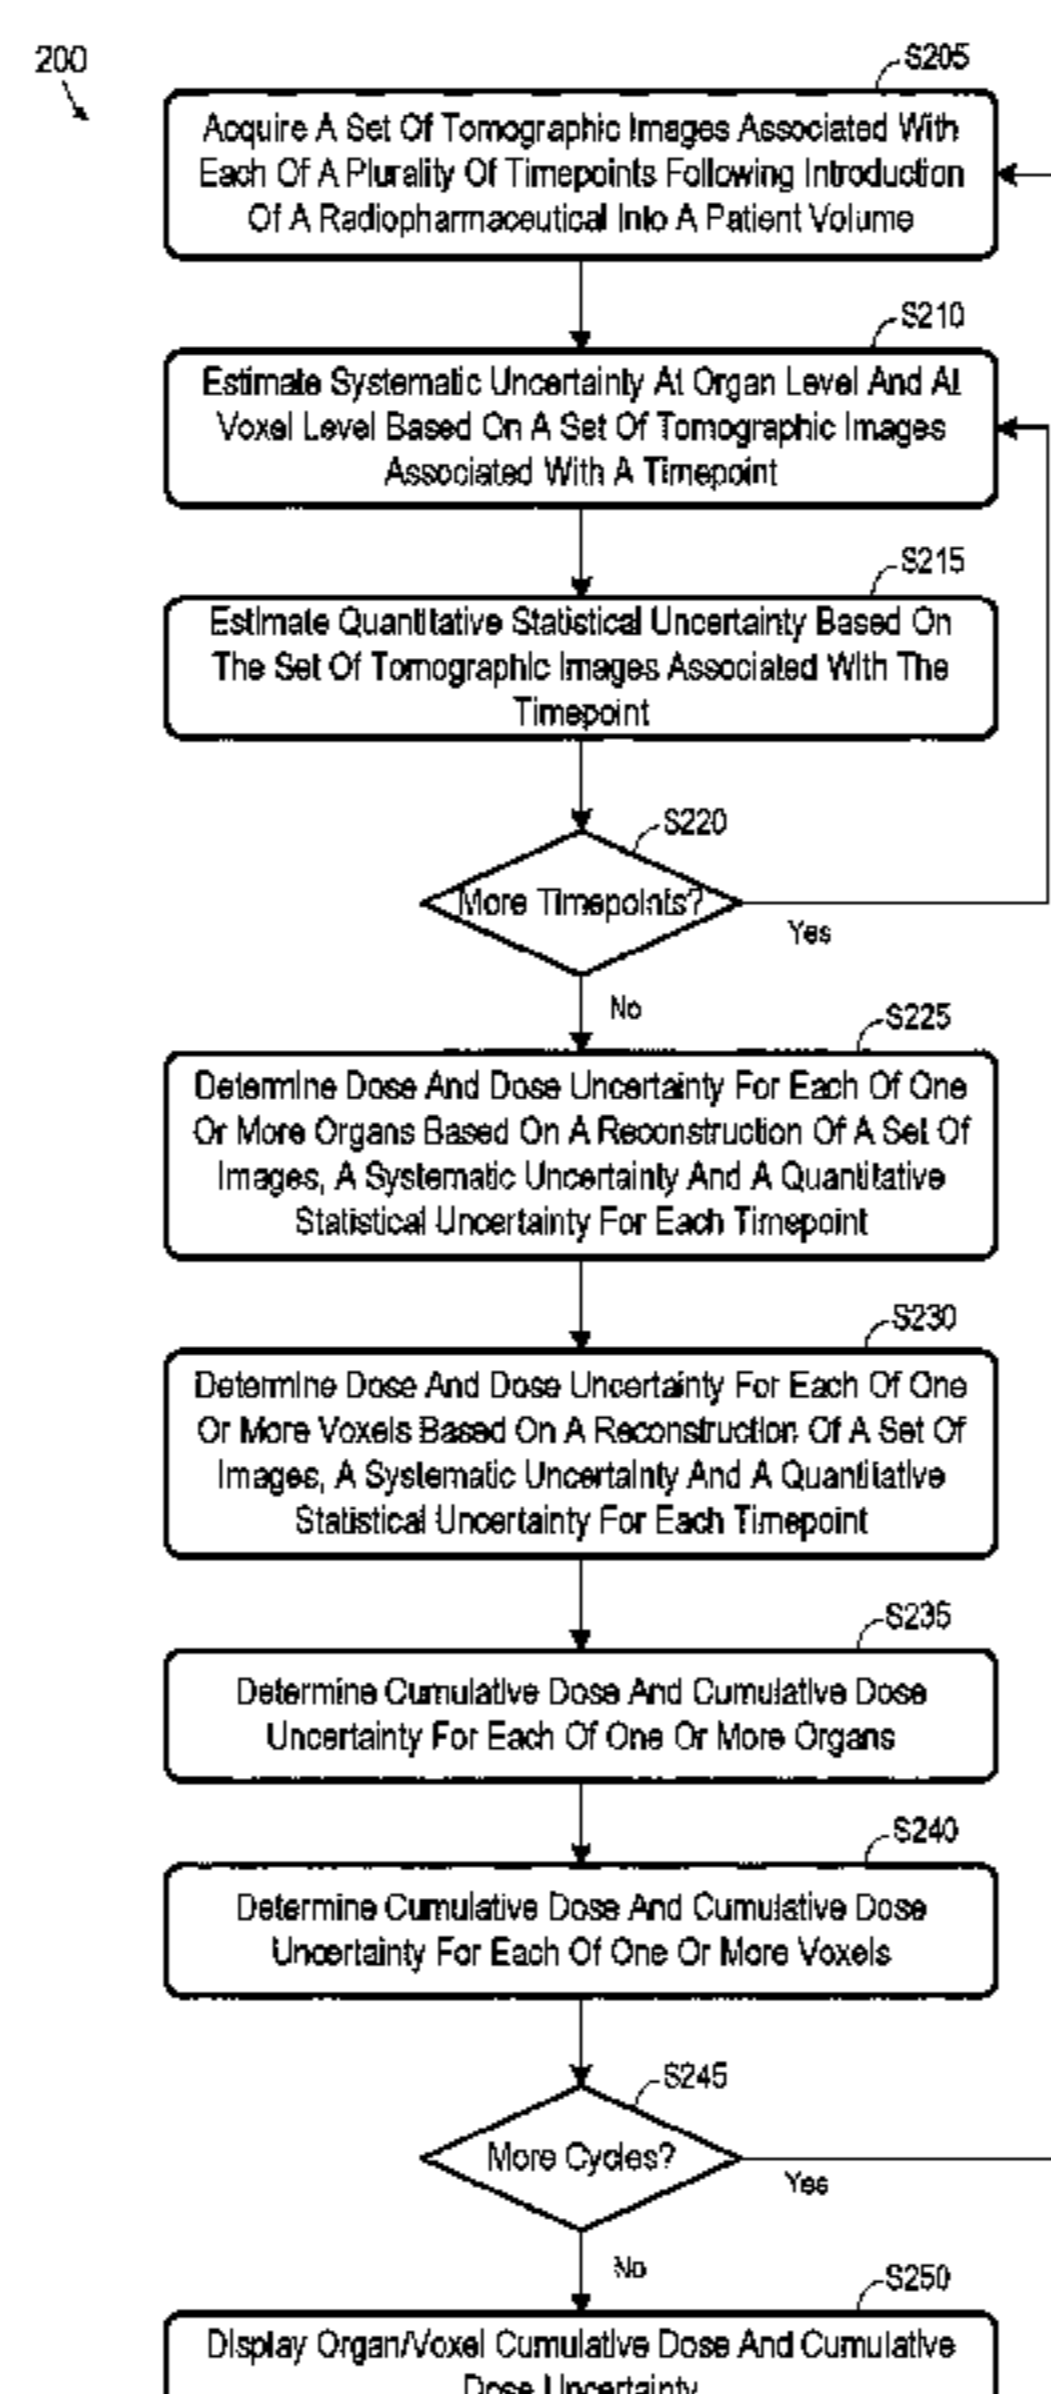 200
S205
Acquire A Set Of Tomographic Images Associated With
Each Of A Plurality Of Timepoints Following Introduction
Of A Radiopharmaceutical Into A Patient Volume
S210
Estimate Systematic Uncertainty At Organ Level And At
Voxel Level Based On A Set Of Tomographic Images
Associated With A Timepoint
S215
Estimate Quantitative Statistical Uncertainty Based On
The Set Of Tomographic Images Associated With The
Timepoint
S220
More Timepoints?
Yes
No
S225
Determine Dose And Dose Uncertainty For Each Of One
Or More Organs Based On A Reconstruction Of A Set Of
Images, A Systematic Uncertainty And A Quantitative
Statistical Uncertainty For Each Timepoint
S230
Determine Dose And Dose Uncertainty For Each Of One
Or More Voxels Based On A Reconstruction Of A Set Of
Images, A Systematic Uncertainty And A Quantitative
Statistical Uncertainty For Each Timepoint
S235
Determine Cumulative Dose And Cumulative Dose
Uncertainty For Each Of One Or More Organs
S240
Determine Cumulative Dose And Cumulative Dose
Uncertainty For Each Of One Or More Voxels
S245
More Cycles?
Yes
No
S250
Display Organ/Voxel Cumulative Dose And Cumulative
Dose Uncertainty